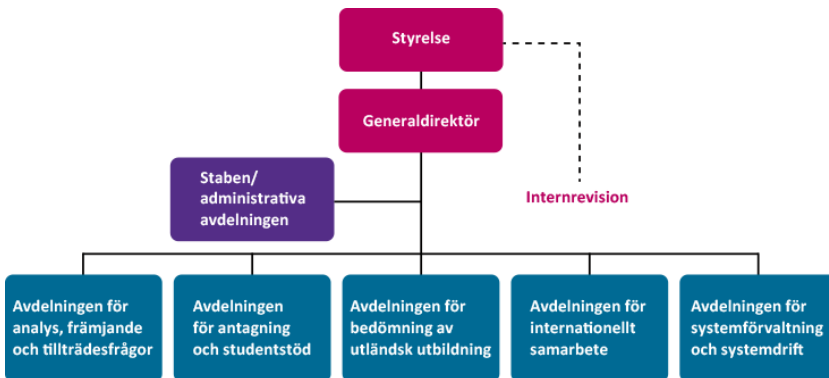 Styrelse
Generaldirektör
Staben/
administrativa
avdelningen
Internrevision
Avdelningen för
analys, främjande
och tillträdesfrågor
Avdelningen
för antagning
och studentstöd
Avdelningen för
bedömning av
utländsk utbildning
Avdelningen för
internationellt
samarbete
Avdelningen för
systemförvaltning
och systemdrift